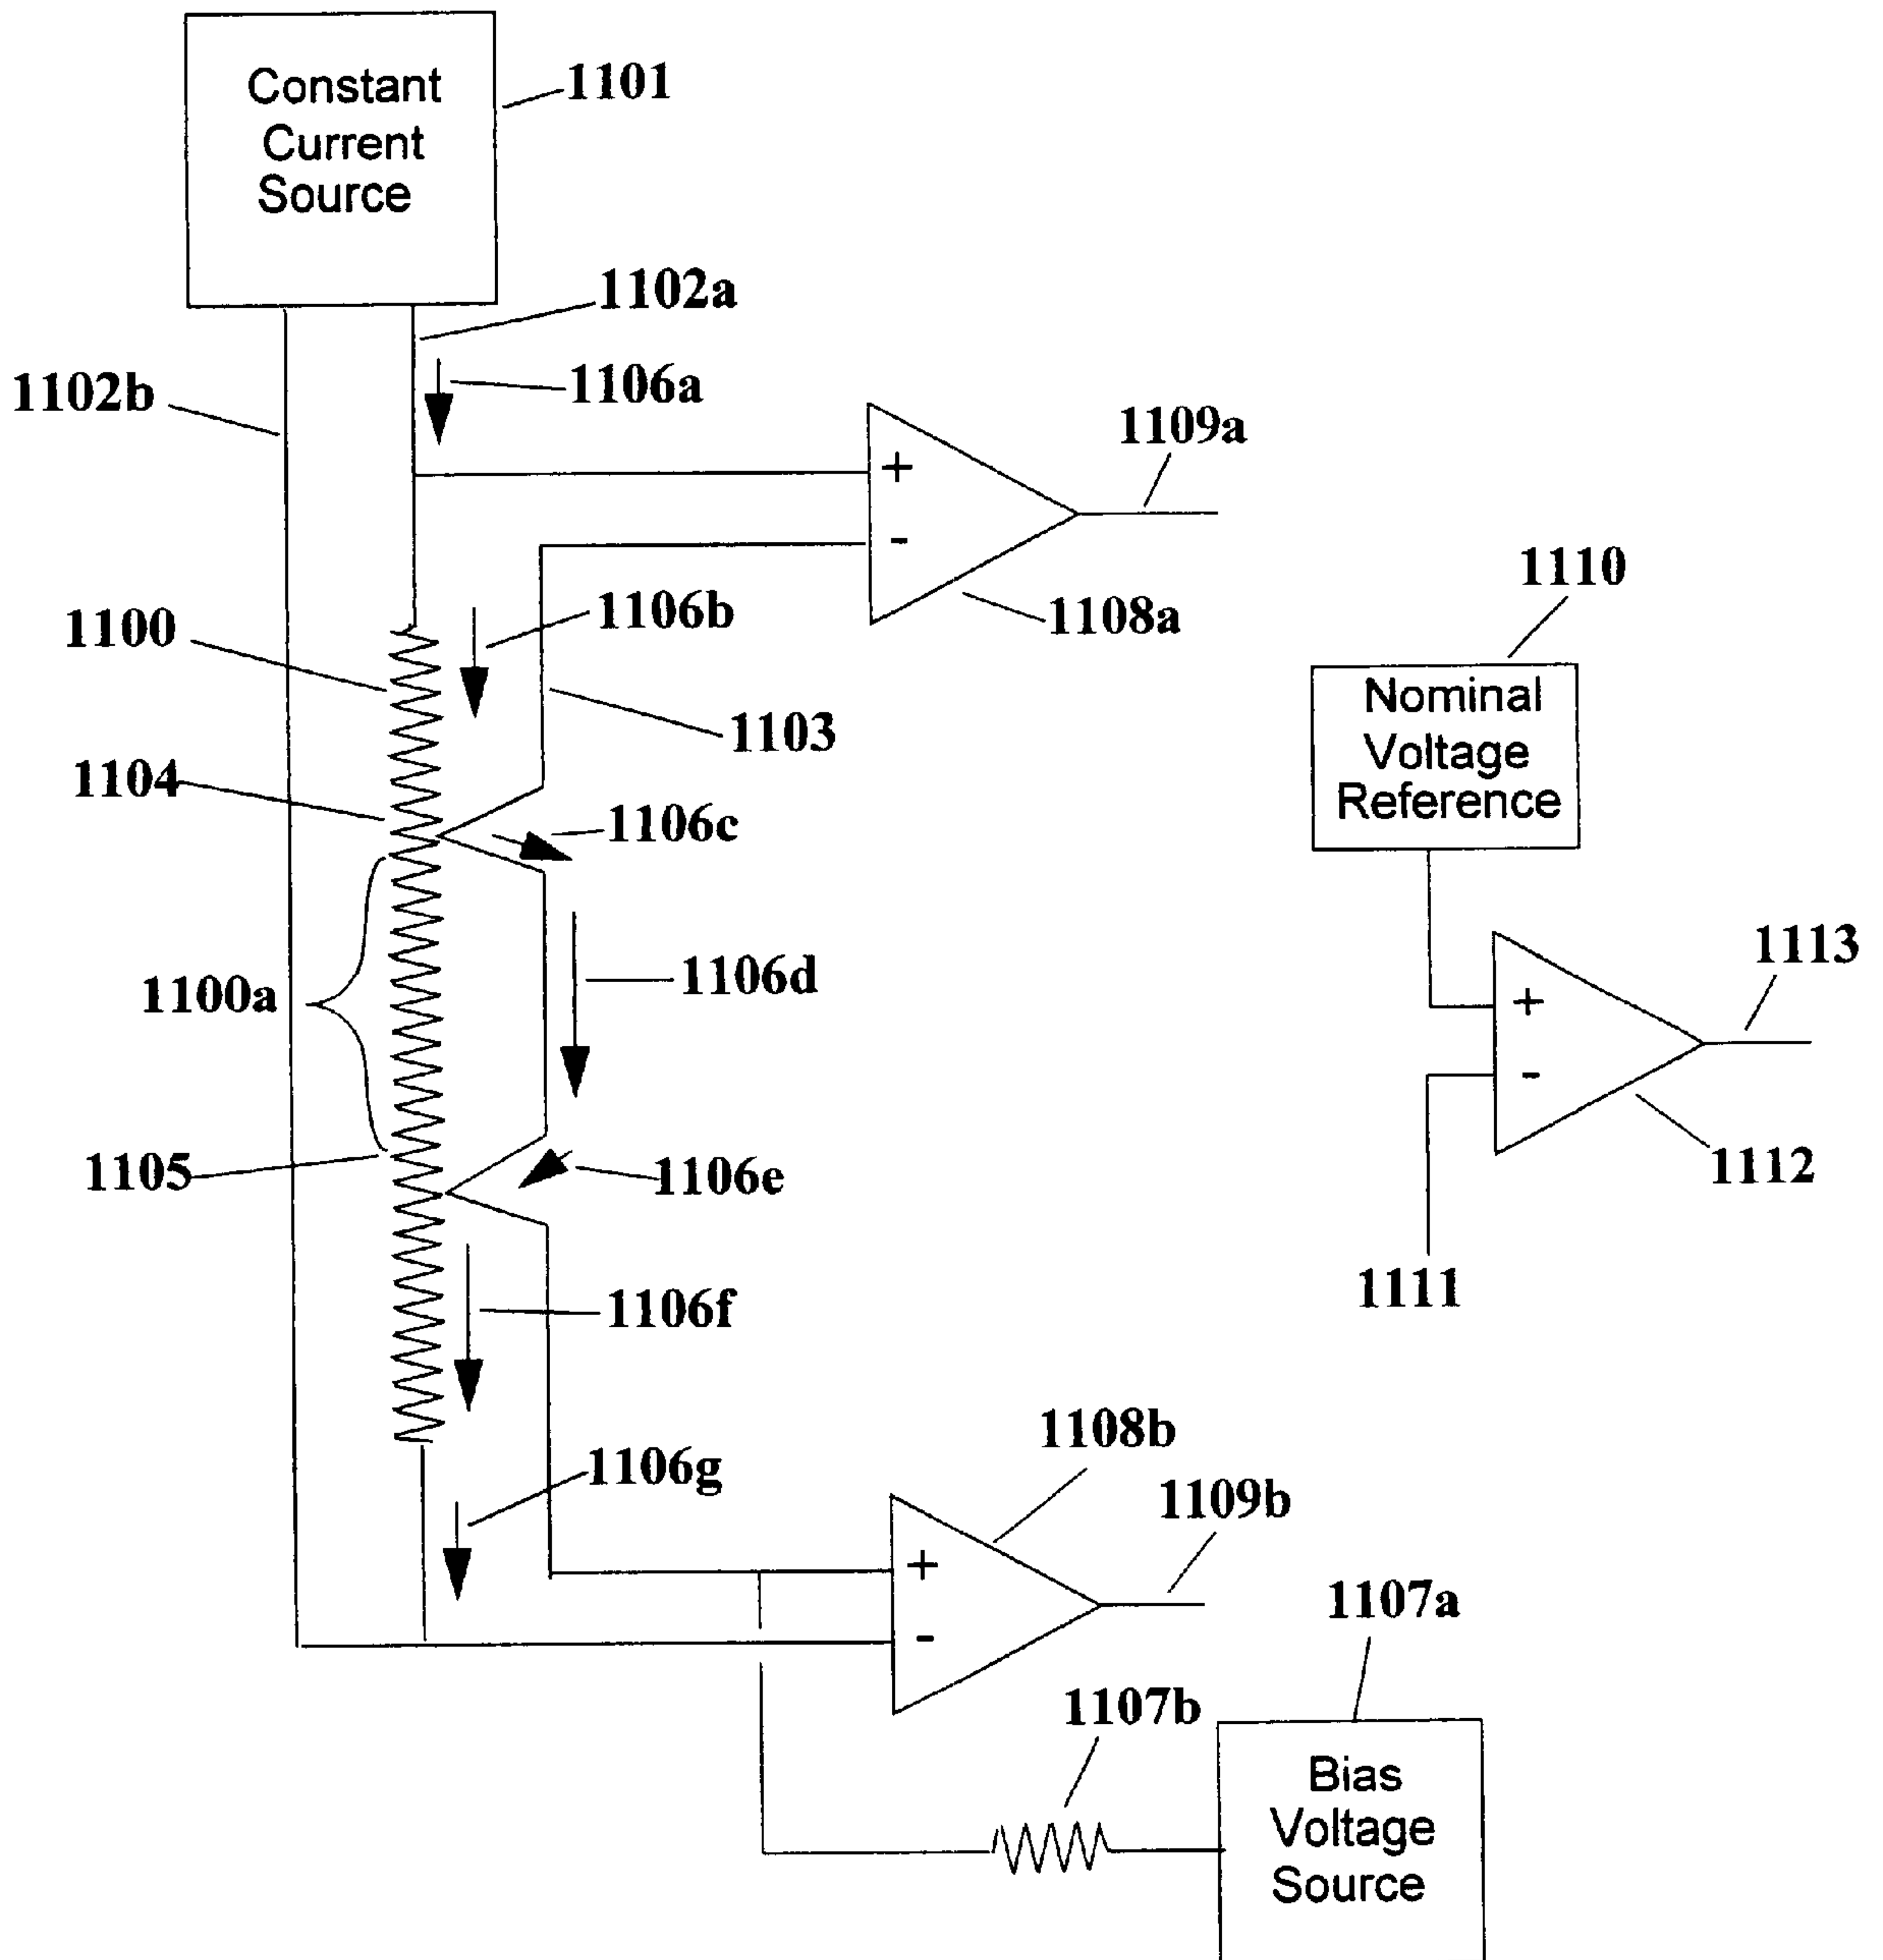 Constant
Current
Source
1101
1102a
1102b
1106a
1109a
+
-
1108a
1110
1106b
1100
Nominal
Voltage
Reference
1103
1104
1106c
1106d
1100a
1113
+
-
1112
1105
1106e
1111
1106f
1108b
1106g
1109b
+
-
1107a
1107b
Bias
Voltage
Source